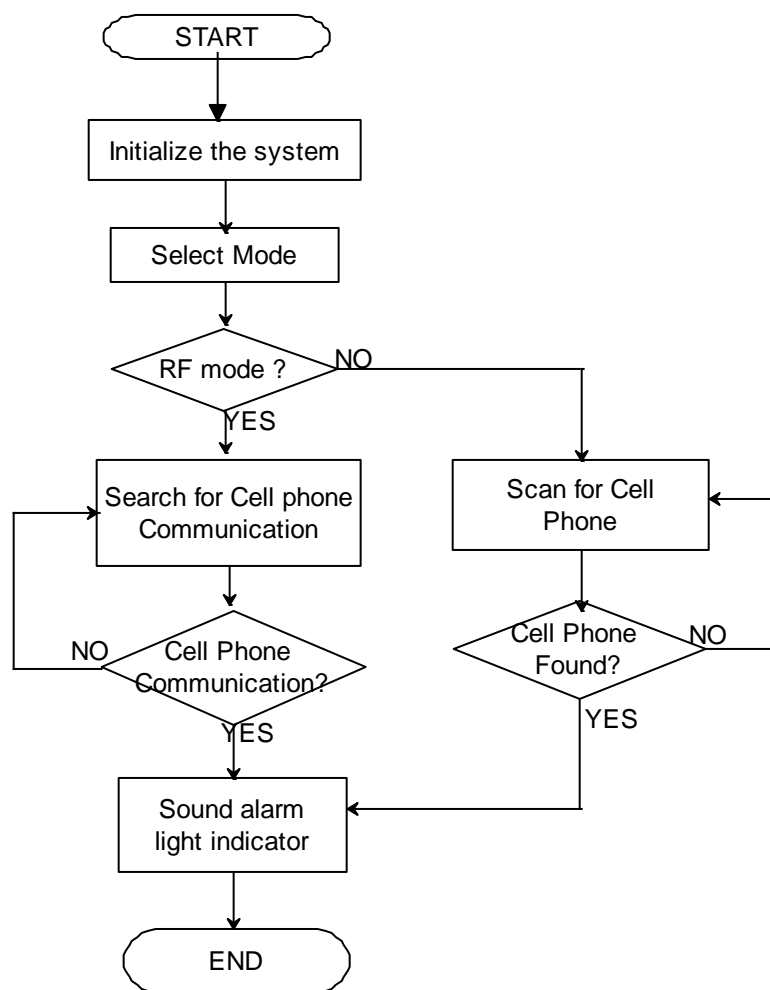 START
Initialize the system
Select Mode
RF mode ?
NO
YES
Search for Cell phone
Communication
Scan for Cell
Phone
Cell Phone
Communication?
NO
YES
Cell Phone
Found?
NO
YES
Sound alarm
light indicator
END